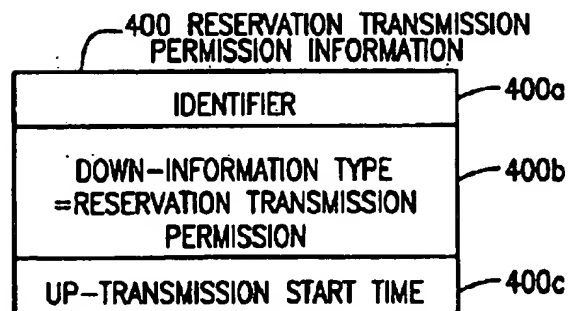 400 RESERVATION TRANSMISSION
PERMISSION INFORMATION
IDENTIFIER
400a
DOWN-INFORMATION TYPE
=RESERVATION TRANSMISSION
PERMISSION
400b
UP-TRANSMISSION START TIME
400c